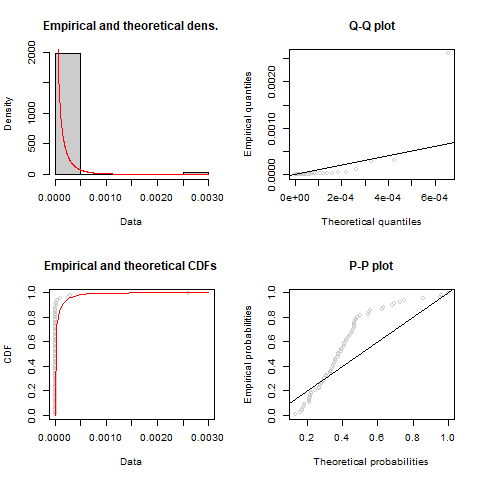 Empirical and theoretical dens.
Density
0 500 1000 2000
0.0000 0.0010 0.0020 0.0030
Data
Q-Q plot
Empirical quantiles
0.0000 0.0010 0.0020
0e+00 2e-04 4e-04 6e-04
Theoretical quantiles
Empirical and theoretical CDFs
CDF
0.0 0.2 0.4 0.6 0.8 1.0
0.0000 0.0010 0.0020 0.0030
Data
P-P plot
Empirical probabilities
0.0 0.2 0.4 0.6 0.8 1.0
0.2 0.4 0.6 0.8 1.0
Theoretical probabilities